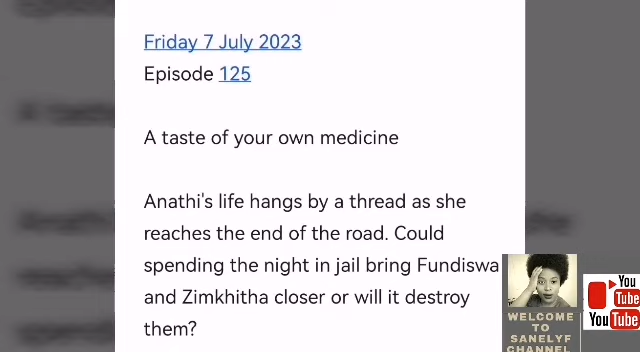 Friday 7 July 2023
Episode 125
A taste of your own medicine
Anathi's life hangs by a thread as she
reaches the end of the road. Could
spending the night in jail bring Fundiswa
and Zimkhitha closer or will it destroy
them?
WELCOME
TO
SANELYF
CHANNEL
You
Tube
YouTube